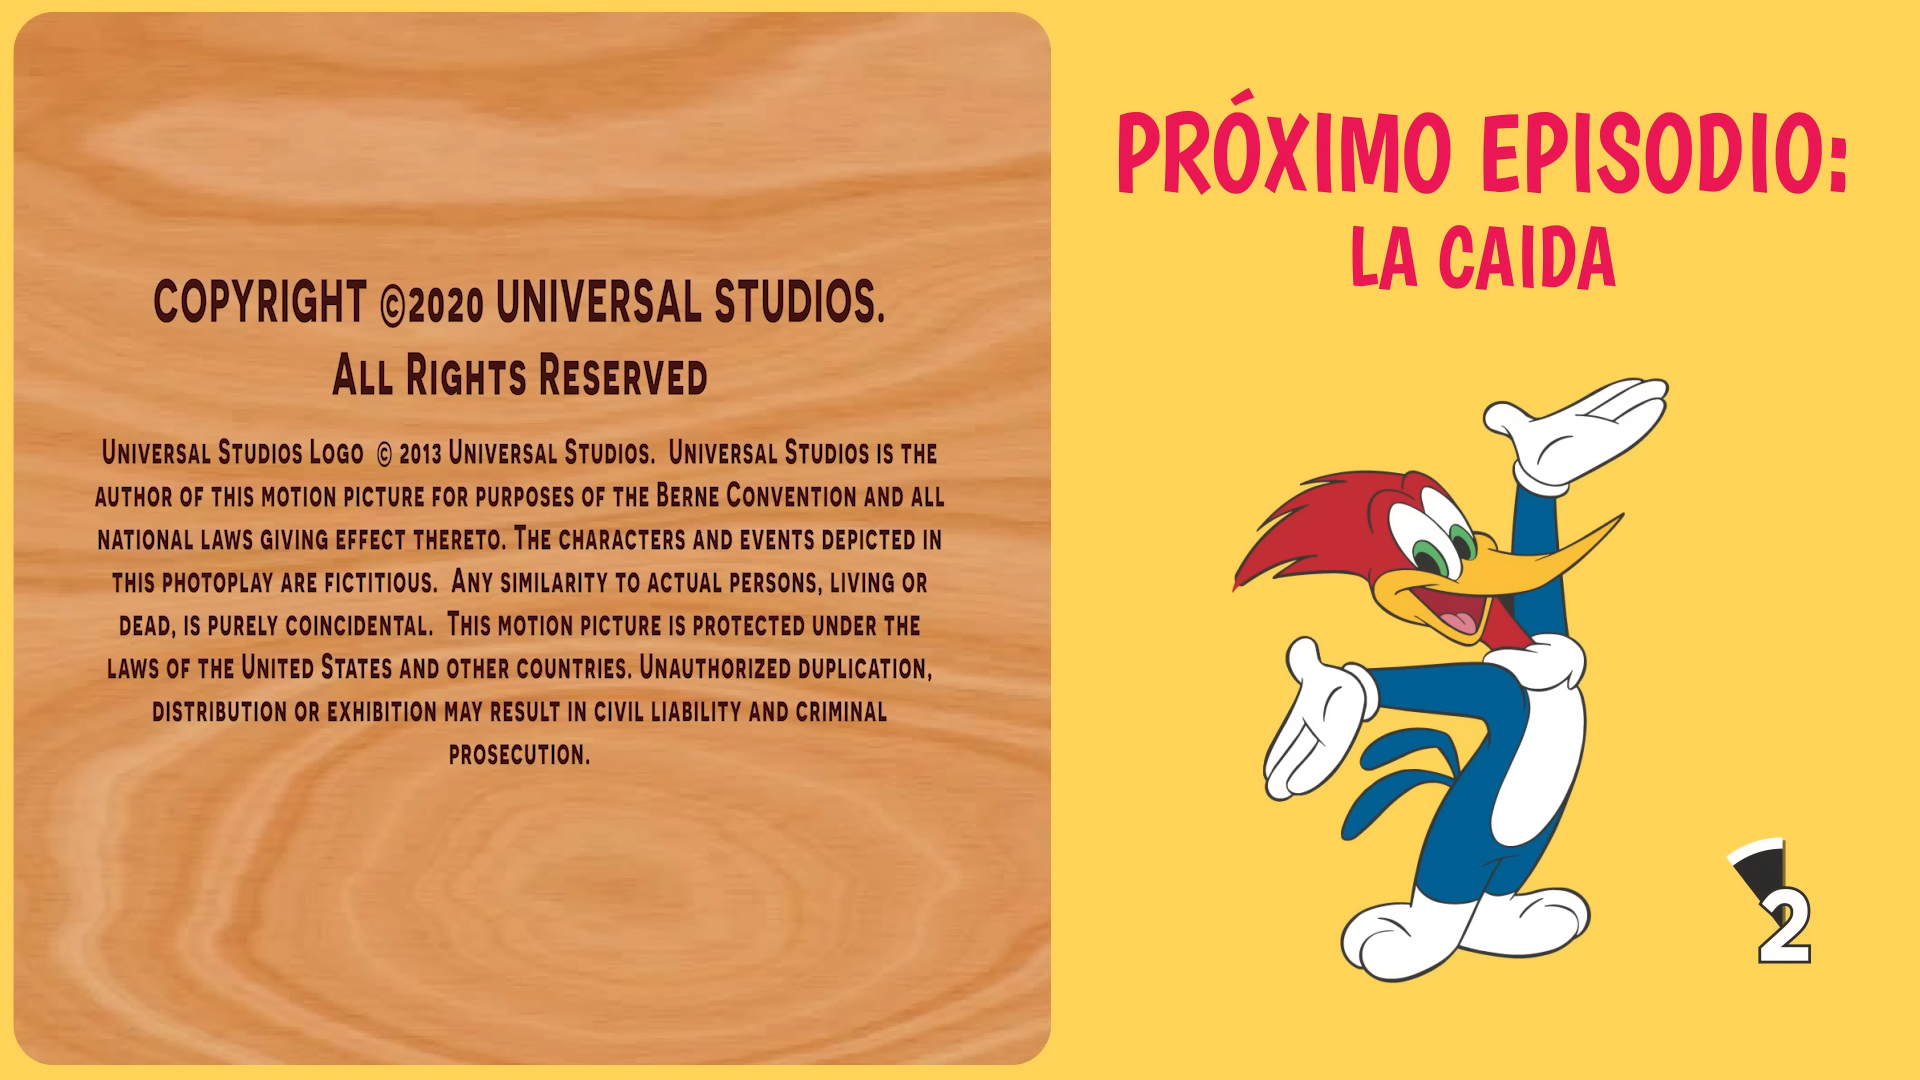 COPYRIGHT ©2020 UNIVERSAL STUDIOS.
ALL RIGHTS RESERVED
UNIVERSAL STUDIOS LOGO © 2013 UNIVERSAL STUDIOS. UNIVERSAL STUDIOS IS THE
AUTHOR OF THIS MOTION PICTURE FOR PURPOSES OF THE BERNE CONVENTION AND ALL
NATIONAL LAWS GIVING EFFECT THERETO. THE CHARACTERS AND EVENTS DEPICTED IN
THIS PHOTOPLAY ARE FICTITIOUS. ANY SIMILARITY TO ACTUAL PERSONS, LIVING OR
DEAD, IS PURELY COINCIDENTAL. THIS MOTION PICTURE IS PROTECTED UNDER THE
LAWS OF THE UNITED STATES AND OTHER COUNTRIES. UNAUTHORIZED DUPLICATION,
DISTRIBUTION OR EXHIBITION MAY RESULT IN CIVIL LIABILITY AND CRIMINAL
PROSECUTION.
PRÓXIMO EPISODIO:
LA CAIDA
2